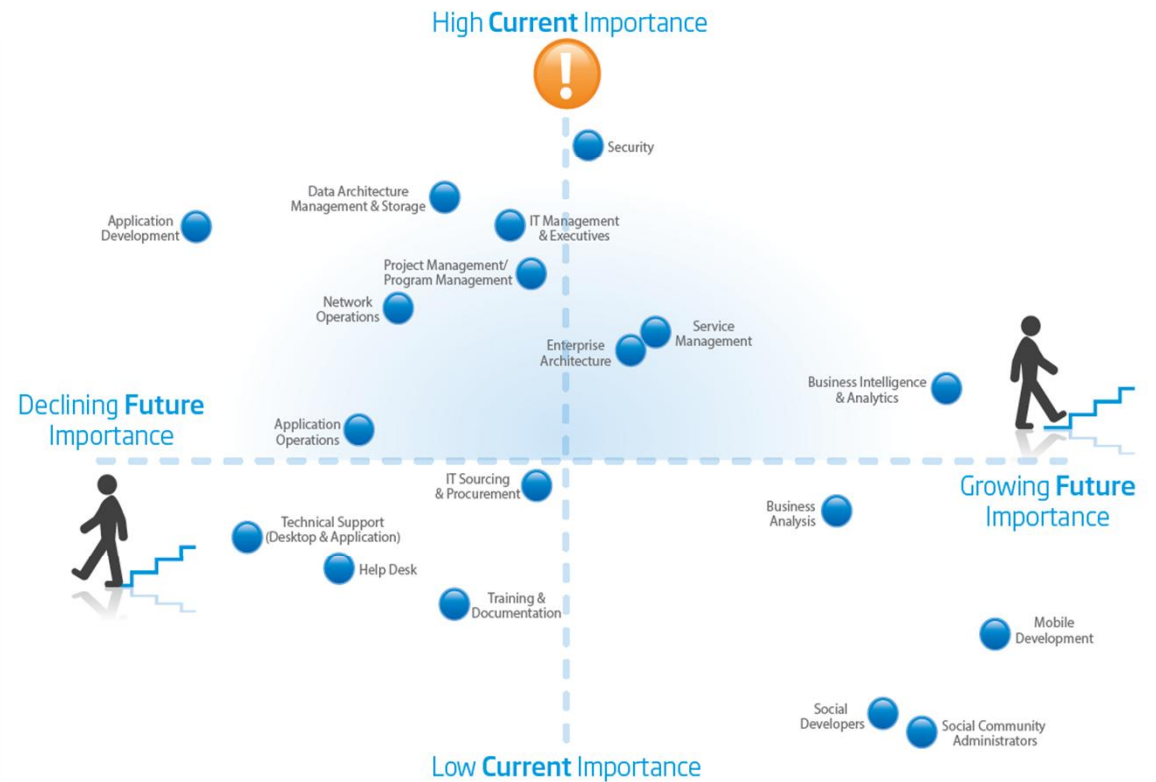 High Current Importance
!
Security
Data Architecture
Management & Storage
Application
Development
IT Management
& Executives
Project Management/
Program Management
Network
Operations
Service
Management
Enterprise
Architecture
Business Intelligence
& Analytics
Declining Future
Importance
Application
Operations
IT Sourcing
& Procurement
Growing Future
Importance
Business
Analysis
Technical Support
(Desktop & Application)
Help Desk
Training &
Documentation
Mobile
Development
Social
Developers
Social Community
Administrators
Low Current Importance